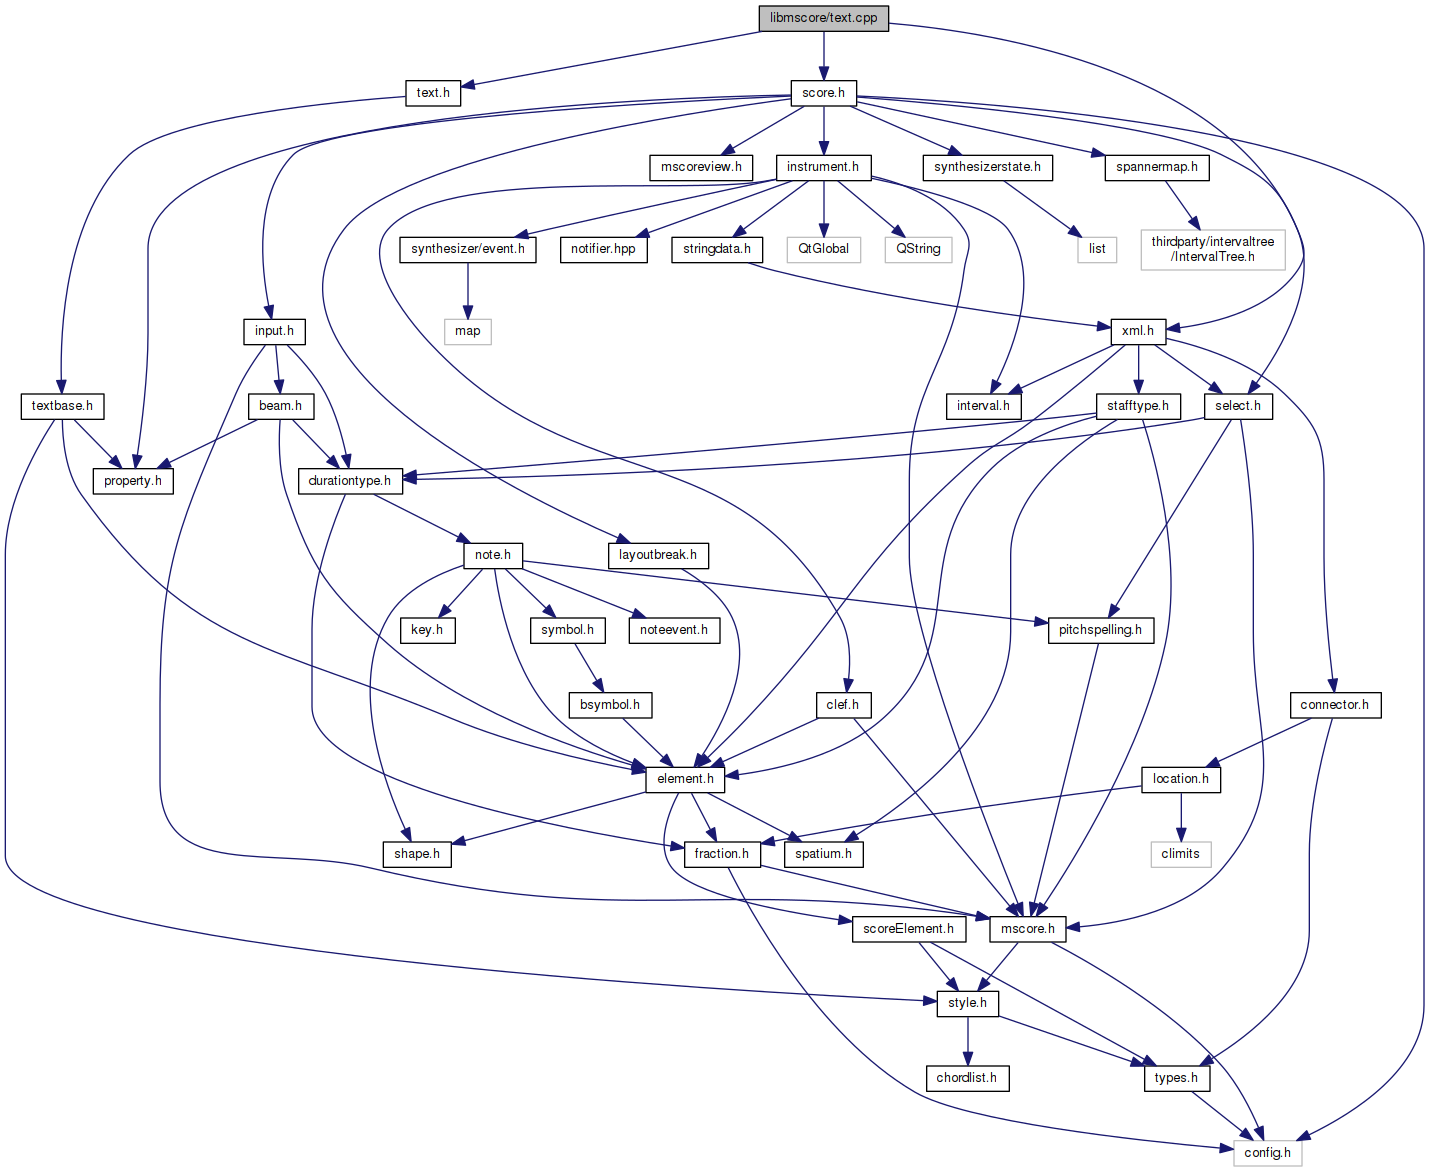 libmscore/text.cpp
text.h
score.h
mscoreview.h
instrument.h
synthesizerstate.h
spannermap.h
synthesizer/event.h
notifier.hpp
stringdata.h
QtGlobal
QString
list
thirdparty/intervaltree
/IntervalTree.h
input.h
map
xml.h
textbase.h
beam.h
interval.h
stafftype.h
select.h
property.h
durationtype.h
note.h
layoutbreak.h
key.h
symbol.h
noteevent.h
pitchspelling.h
bsymbol.h
clef.h
connector.h
element.h
location.h
shape.h
fraction.h
spatium.h
climits
scoreElement.h
mscore.h
style.h
chordlist.h
types.h
config.h